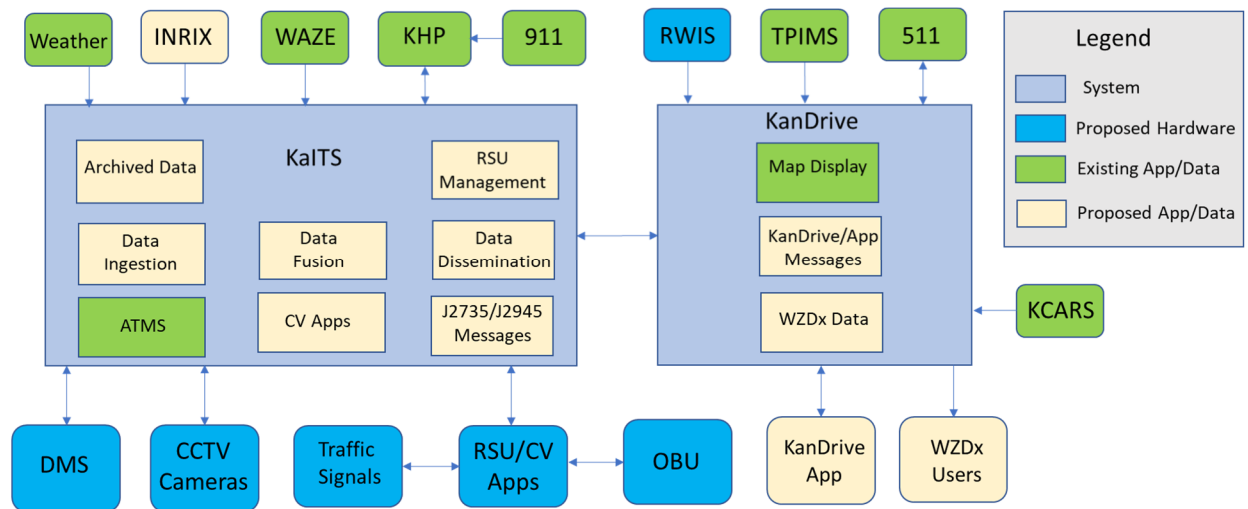 Weather
INRIX
WAZE
KHP
911
RWIS
TPIMS
511
Legend
System
Proposed Hardware
Existing App/Data
Proposed App/Data
KaITS
Archived Data
RSU
Management
Data
Ingestion
Data
Fusion
Data
Dissemination
ATMS
CV Apps
J2735/J2945
Messages
KanDrive
Map Display
KanDrive/App
Messages
WZDx Data
KCARS
DMS
CCTV
Cameras
Traffic
Signals
RSU/CV
Apps
OBU
KanDrive
App
WZDx
Users